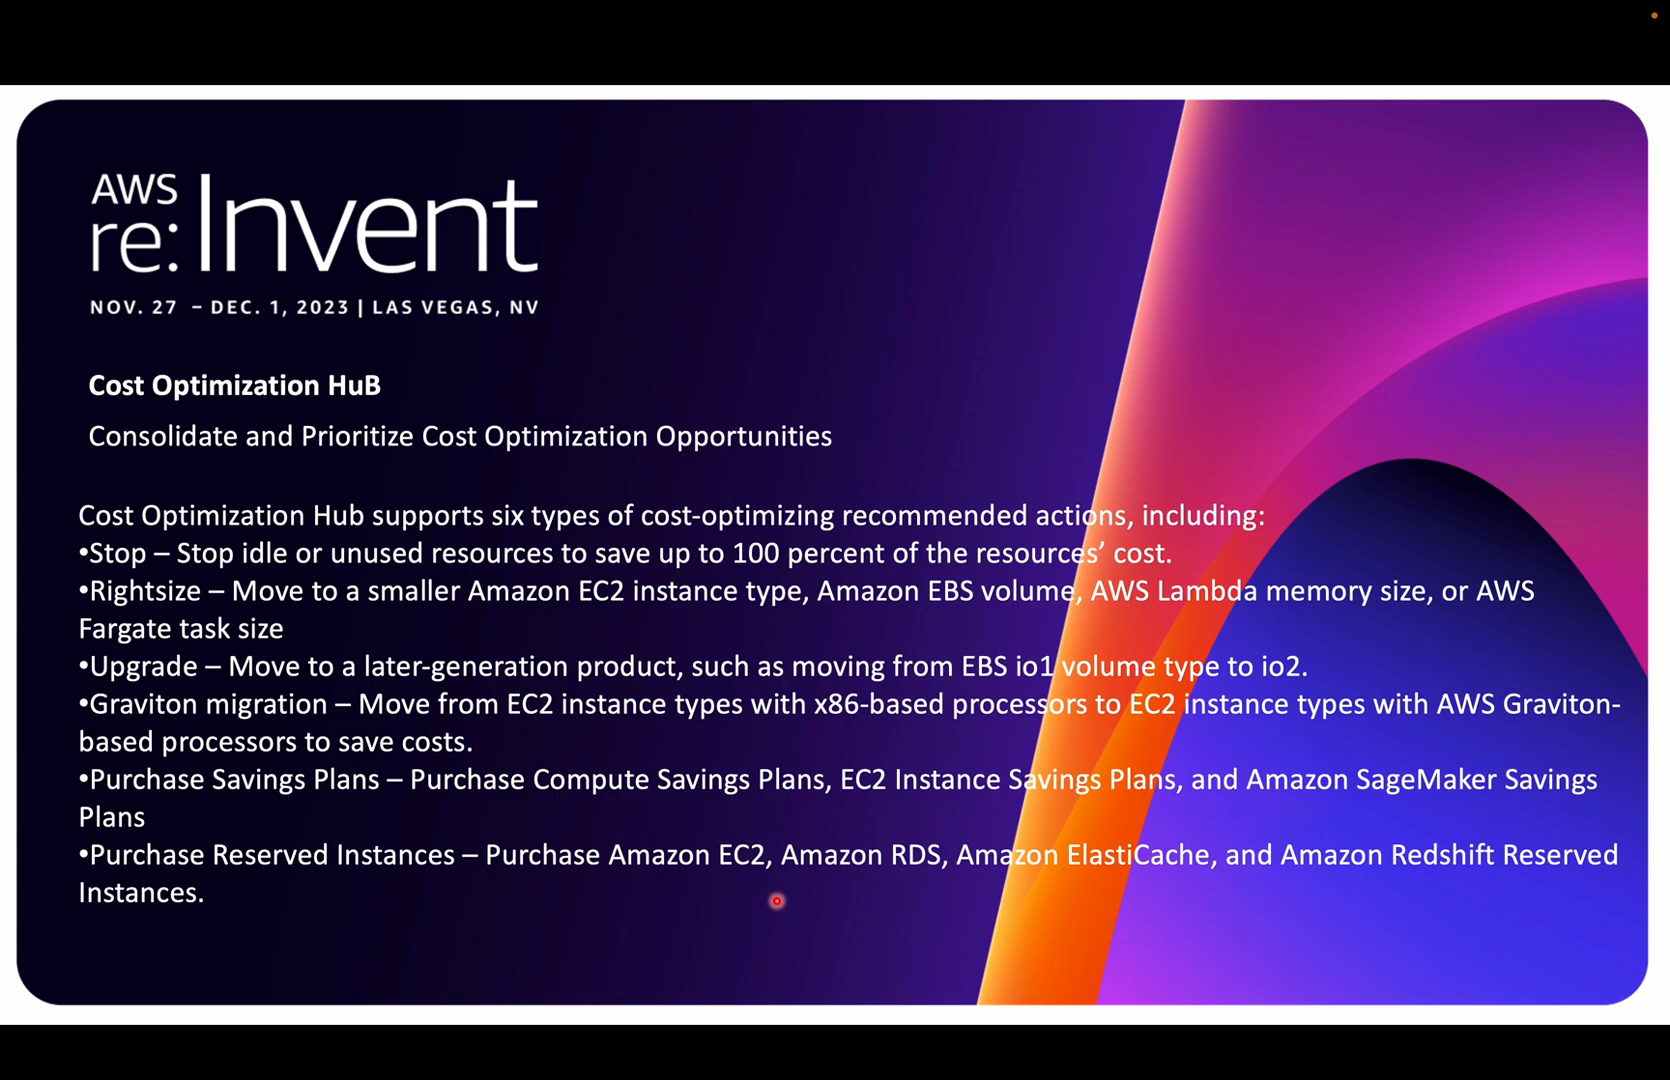 AWS
re:Invent
NOV. 27 – DEC. 1, 2023 | LAS VEGAS, NV
Cost Optimization HuB
Consolidate and Prioritize Cost Optimization Opportunities
Cost Optimization Hub supports six types of cost-optimizing recommended actions, including:
•Stop – Stop idle or unused resources to save up to 100 percent of the resources’ cost.
•Rightsize – Move to a smaller Amazon EC2 instance type, Amazon EBS volume, AWS Lambda memory size, or AWS
Fargate task size
•Upgrade – Move to a later-generation product, such as moving from EBS io1 volume type to io2.
•Graviton migration – Move from EC2 instance types with x86-based processors to EC2 instance types with AWS Graviton-
based processors to save costs.
•Purchase Savings Plans – Purchase Compute Savings Plans, EC2 Instance Savings Plans, and Amazon SageMaker Savings
Plans
•Purchase Reserved Instances – Purchase Amazon EC2, Amazon RDS, Amazon ElastiCache, and Amazon Redshift Reserved
Instances.